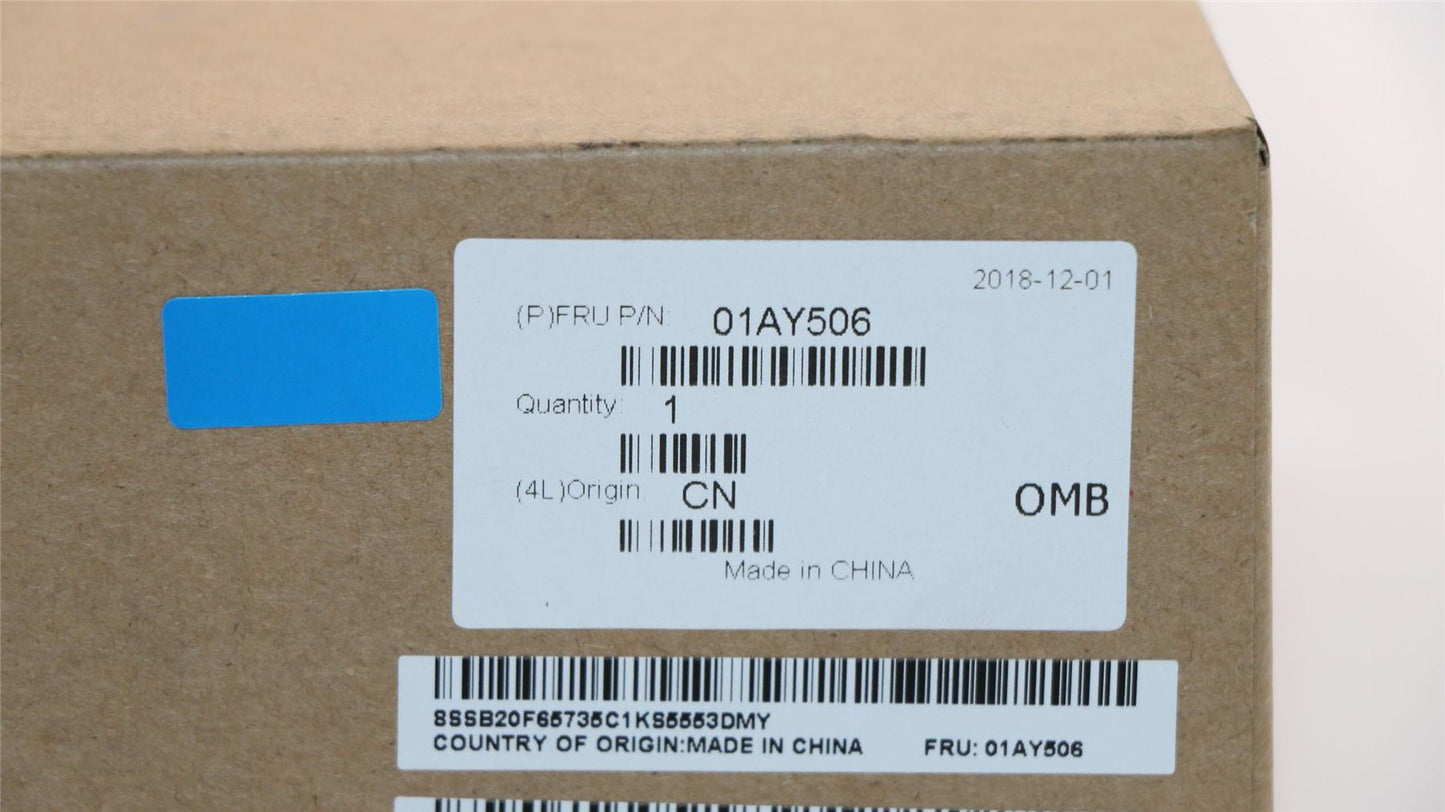 2018-12-01
(P)FRU P/N: 01AY506
Quantity: 1
(4L)Origin: CN
OMB
Made in CHINA
8SSB20F65735C1KS5553DMY
COUNTRY OF ORIGIN:MADE IN CHINA FRU: 01AY506